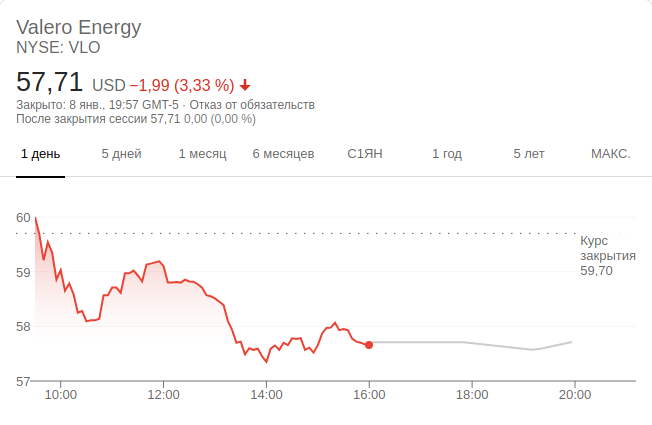 Valero Energy
NYSE: VLO
57,71 USD −1,99 (3,33 %)
Закрыто: 8 янв., 19:57 GMT-5 · Отказ от обязательств
После закрытия сессии 57,71 0,00 (0,00 %)
1 день 5 дней 1 месяц 6 месяцев С1ЯН 1 год 5 лет МАКС.
60
Курс
закрытия
59,70
59
58
57
10:00 12:00 14:00 16:00 18:00 20:00